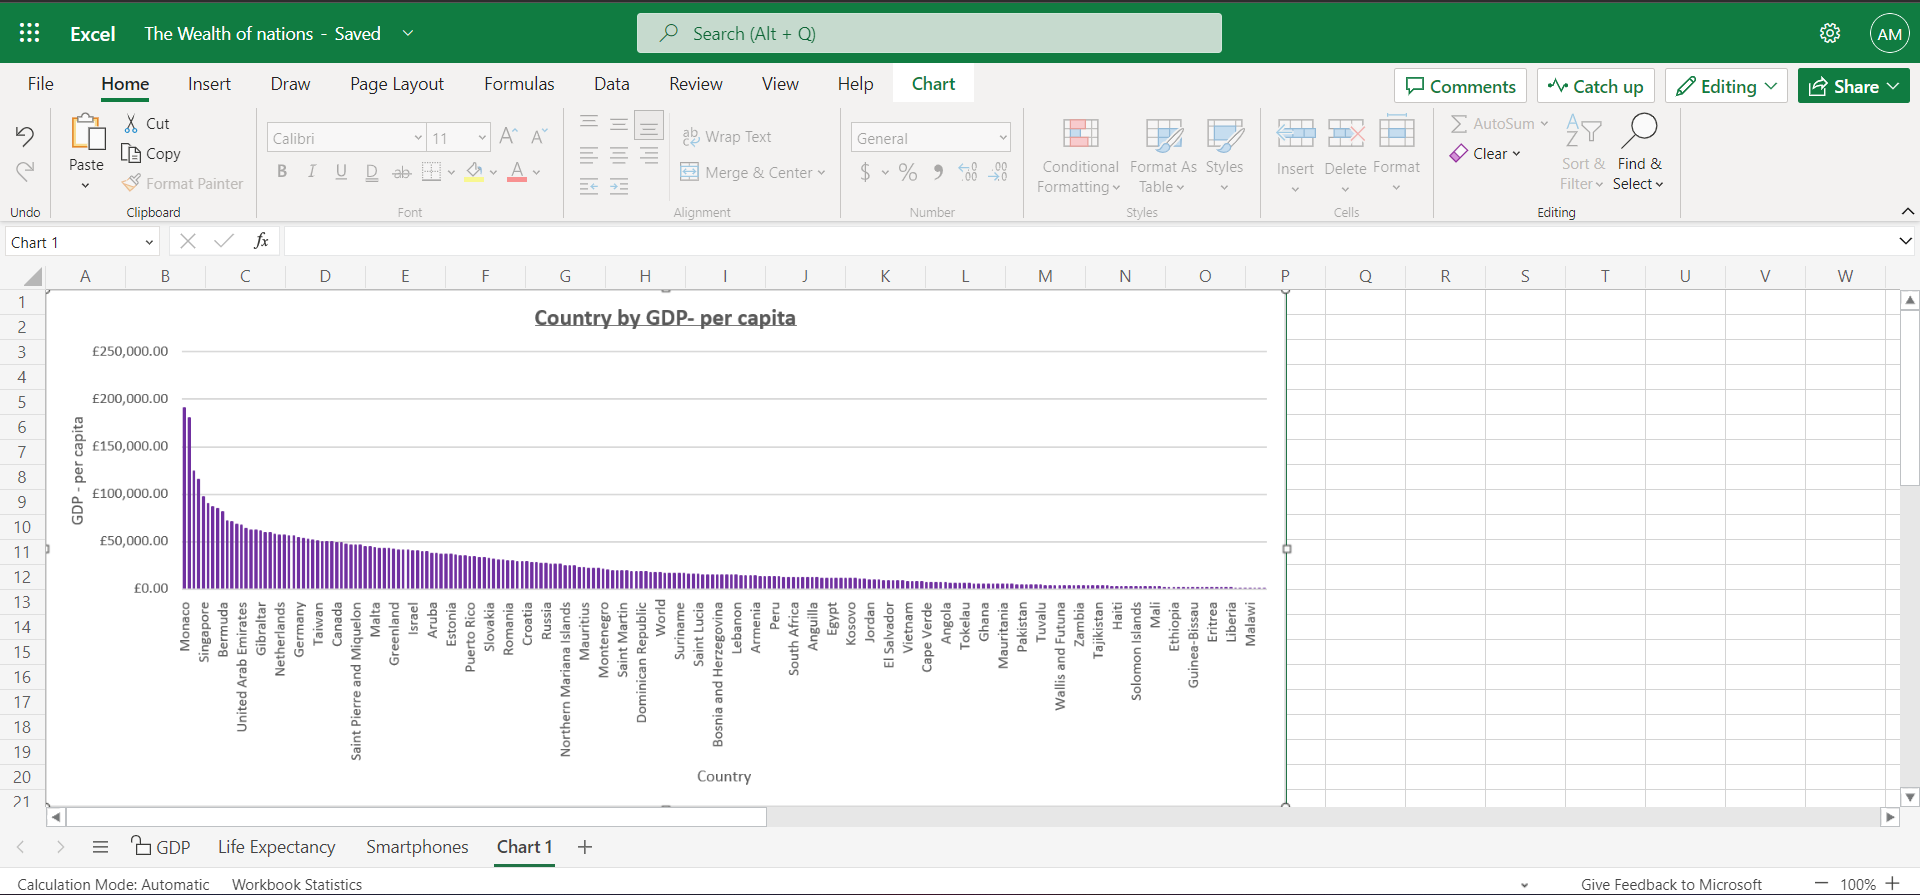 Excel The Wealth of nations - Saved Search (Alt + Q) AM
File Home Insert Draw Page Layout Formulas Data Review View Help Chart Comments Catch up Editing Share
Paste Cut Copy Format Painter
Calibri 11
B I U D ab A
ab Wrap Text
Merge & Center
General
$ % 9 .00 .00
Conditional Formatting Format As Table Styles
Insert Delete Format
AutoSum
Clear
Sort & Filter Find & Select
Undo Clipboard Font Alignment Number Styles Cells Editing
Chart 1 fx
A B C D E F G H I J K L M N O P Q R S T U V W
1
2
3
4
5
6
7
8
9
10
11
12
13
14
15
16
17
18
19
20
21
Country by GDP- per capita
GDP - per capita
£250,000.00
£200,000.00
£150,000.00
£100,000.00
£50,000.00
£0.00
Monaco
Singapore
Bermuda
United Arab Emirates
Gibraltar
Netherlands
Germany
Taiwan
Canada
Saint Pierre and Miquelon
Malta
Greenland
Israel
Aruba
Estonia
Puerto Rico
Slovakia
Romania
Croatia
Russia
Northern Mariana Islands
Mauritius
Montenegro
Saint Martin
Dominican Republic
World
Suriname
Saint Lucia
Bosnia and Herzegovina
Lebanon
Armenia
Peru
South Africa
Anguilla
Egypt
Kosovo
Jordan
El Salvador
Vietnam
Cape Verde
Angola
Tokelau
Ghana
Mauritania
Pakistan
Tuvalu
Wallis and Futuna
Zambia
Tajikistan
Haiti
Solomon Islands
Mali
Ethiopia
Guinea-Bissau
Eritrea
Liberia
Malawi
Country
GDP Life Expectancy Smartphones Chart 1
Calculation Mode: Automatic Workbook Statistics Give Feedback to Microsoft 100%